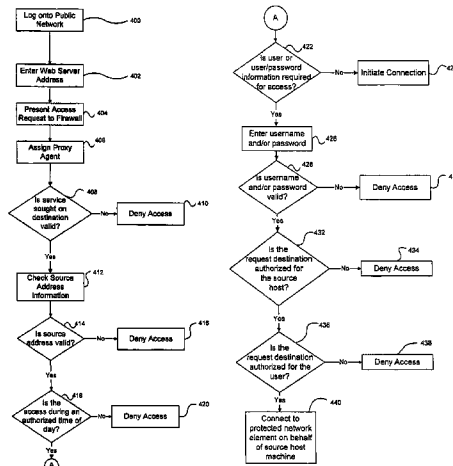 Log onto Public
Network
400
Enter Web Server
Address
402
Present Access
Request to Firewall
404
406
Assign Proxy
Agent
408
Is service
sought on
destination
valid?
No
Deny Access
410
Yes
412
Check Source
Address
Information
414
Is source
address valid?
No
Deny Access
416
Yes
418
Is the
access during an
authorized time of
day?
No
Deny Access
420
Yes
A
A
422
Is user or
user/password
information required
for access?
No
Initiate Connection
Yes
Enter username
and/or password
426
428
Is username
and/or password
valid?
No
Deny Access
Yes
432
Is the
request destination
authorized for
the source
host?
No
Deny Access
434
Yes
436
Is the
request destination
authorized for the
user?
No
Deny Access
438
Yes
440
Connect to
protected network
element on behalf
of source host
machine